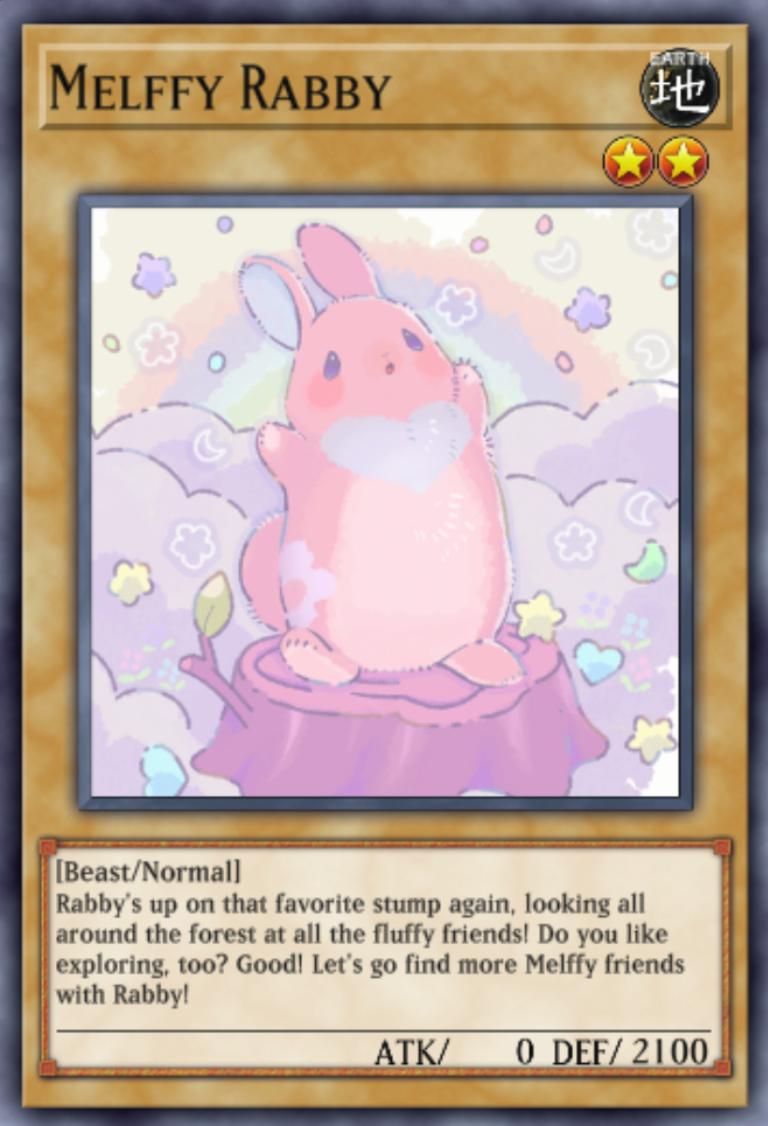 Melffy Rabby
EARTH
地
[Beast/Normal]
Rabby's up on that favorite stump again, looking all
around the forest at all the fluffy friends! Do you like
exploring, too? Good! Let's go find more Melffy friends
with Rabby!
ATK/ 0 DEF/ 2100